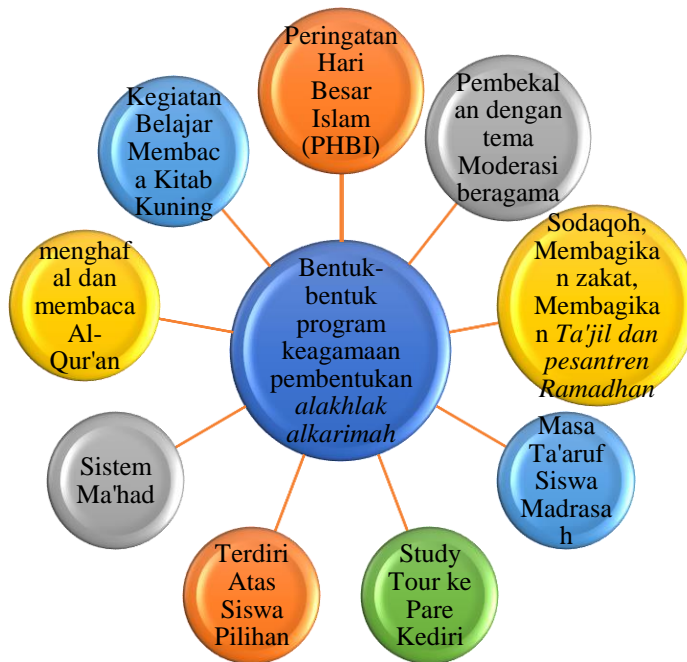 Peringatan
Hari
Besar
Islam
(PHBI)
Pembekal
an dengan
tema
Moderasi
beragama
Sodaqoh,
Membagika
n zakat,
Membagika
n Ta'jil dan
pesantren
Ramadhan
Masa
Ta'aruf
Siswa
Madrasa
h
Study
Tour ke
Pare
Kediri
Terdiri
Atas
Siswa
Pilihan
Sistem
Ma'had
menghaf
al dan
membaca
Al-
Qur'an
Kegiatan
Belajar
Membac
a Kitab
Kuning
Bentuk-
bentuk
program
keagamaan
pembentukan
alakhlak
alkarimah